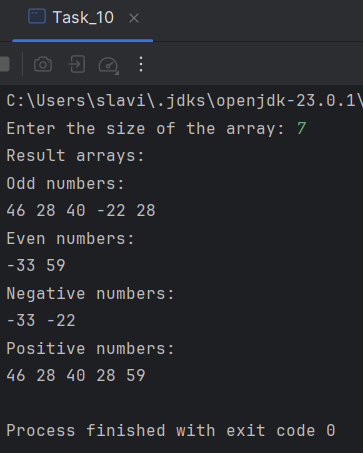 Task_10
C:\Users\slavi\.jdks\openjdk-23.0.1\
Enter the size of the array: 7
Result arrays:
Odd numbers:
46 28 40 -22 28
Even numbers:
-33 59
Negative numbers:
-33 -22
Positive numbers:
46 28 40 28 59
Process finished with exit code 0